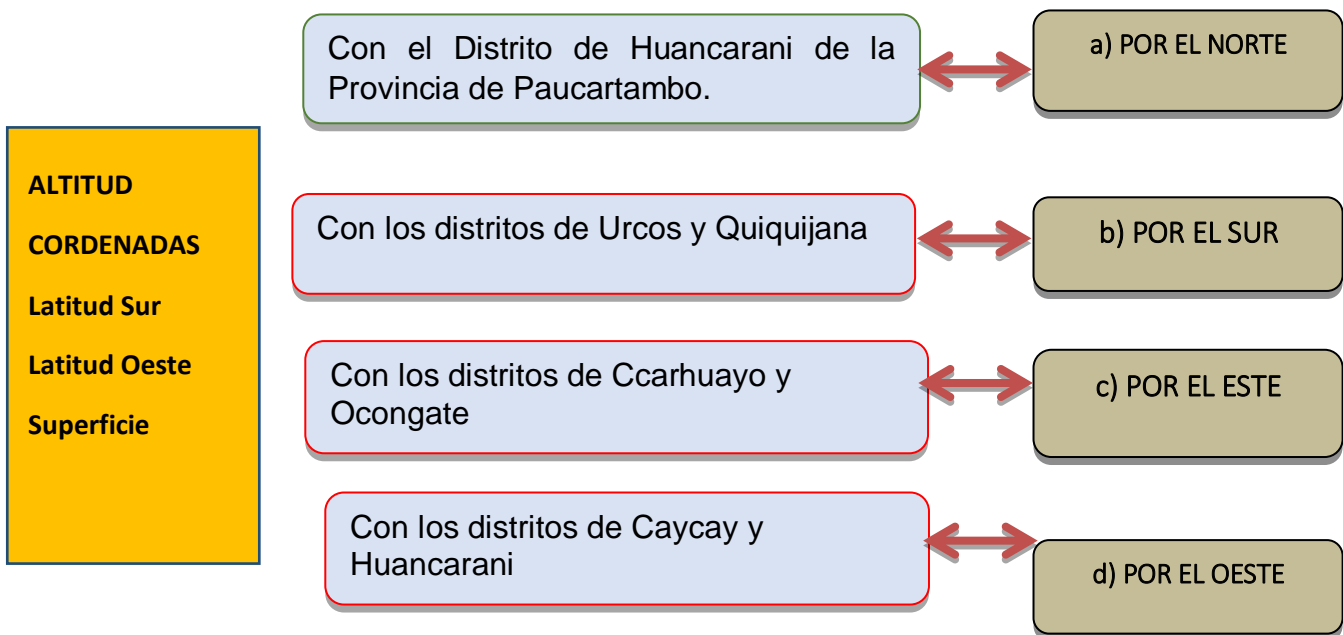 ALTITUD
CORDENADAS
Latitud Sur
Latitud Oeste
Superficie
Con el Distrito de Huancarani de la
Provincia de Paucartambo.
a) POR EL NORTE
Con los distritos de Urcos y Quiquijana
b) POR EL SUR
Con los distritos de Ccarhuayo y
Ocongate
c) POR EL ESTE
Con los distritos de Caycay y
Huancarani
d) POR EL OESTE